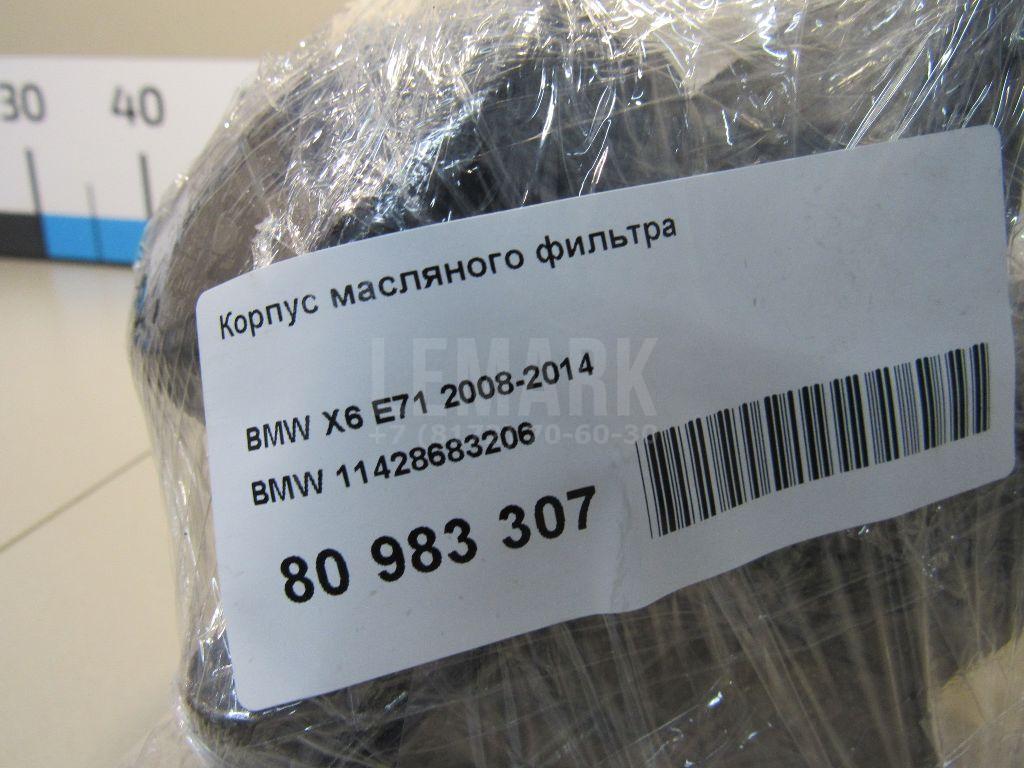 30 40
Корпус масляного фильтра
LEMARK
BMW X6 E71 2008-2014
BMW 11428683206
80 983 307